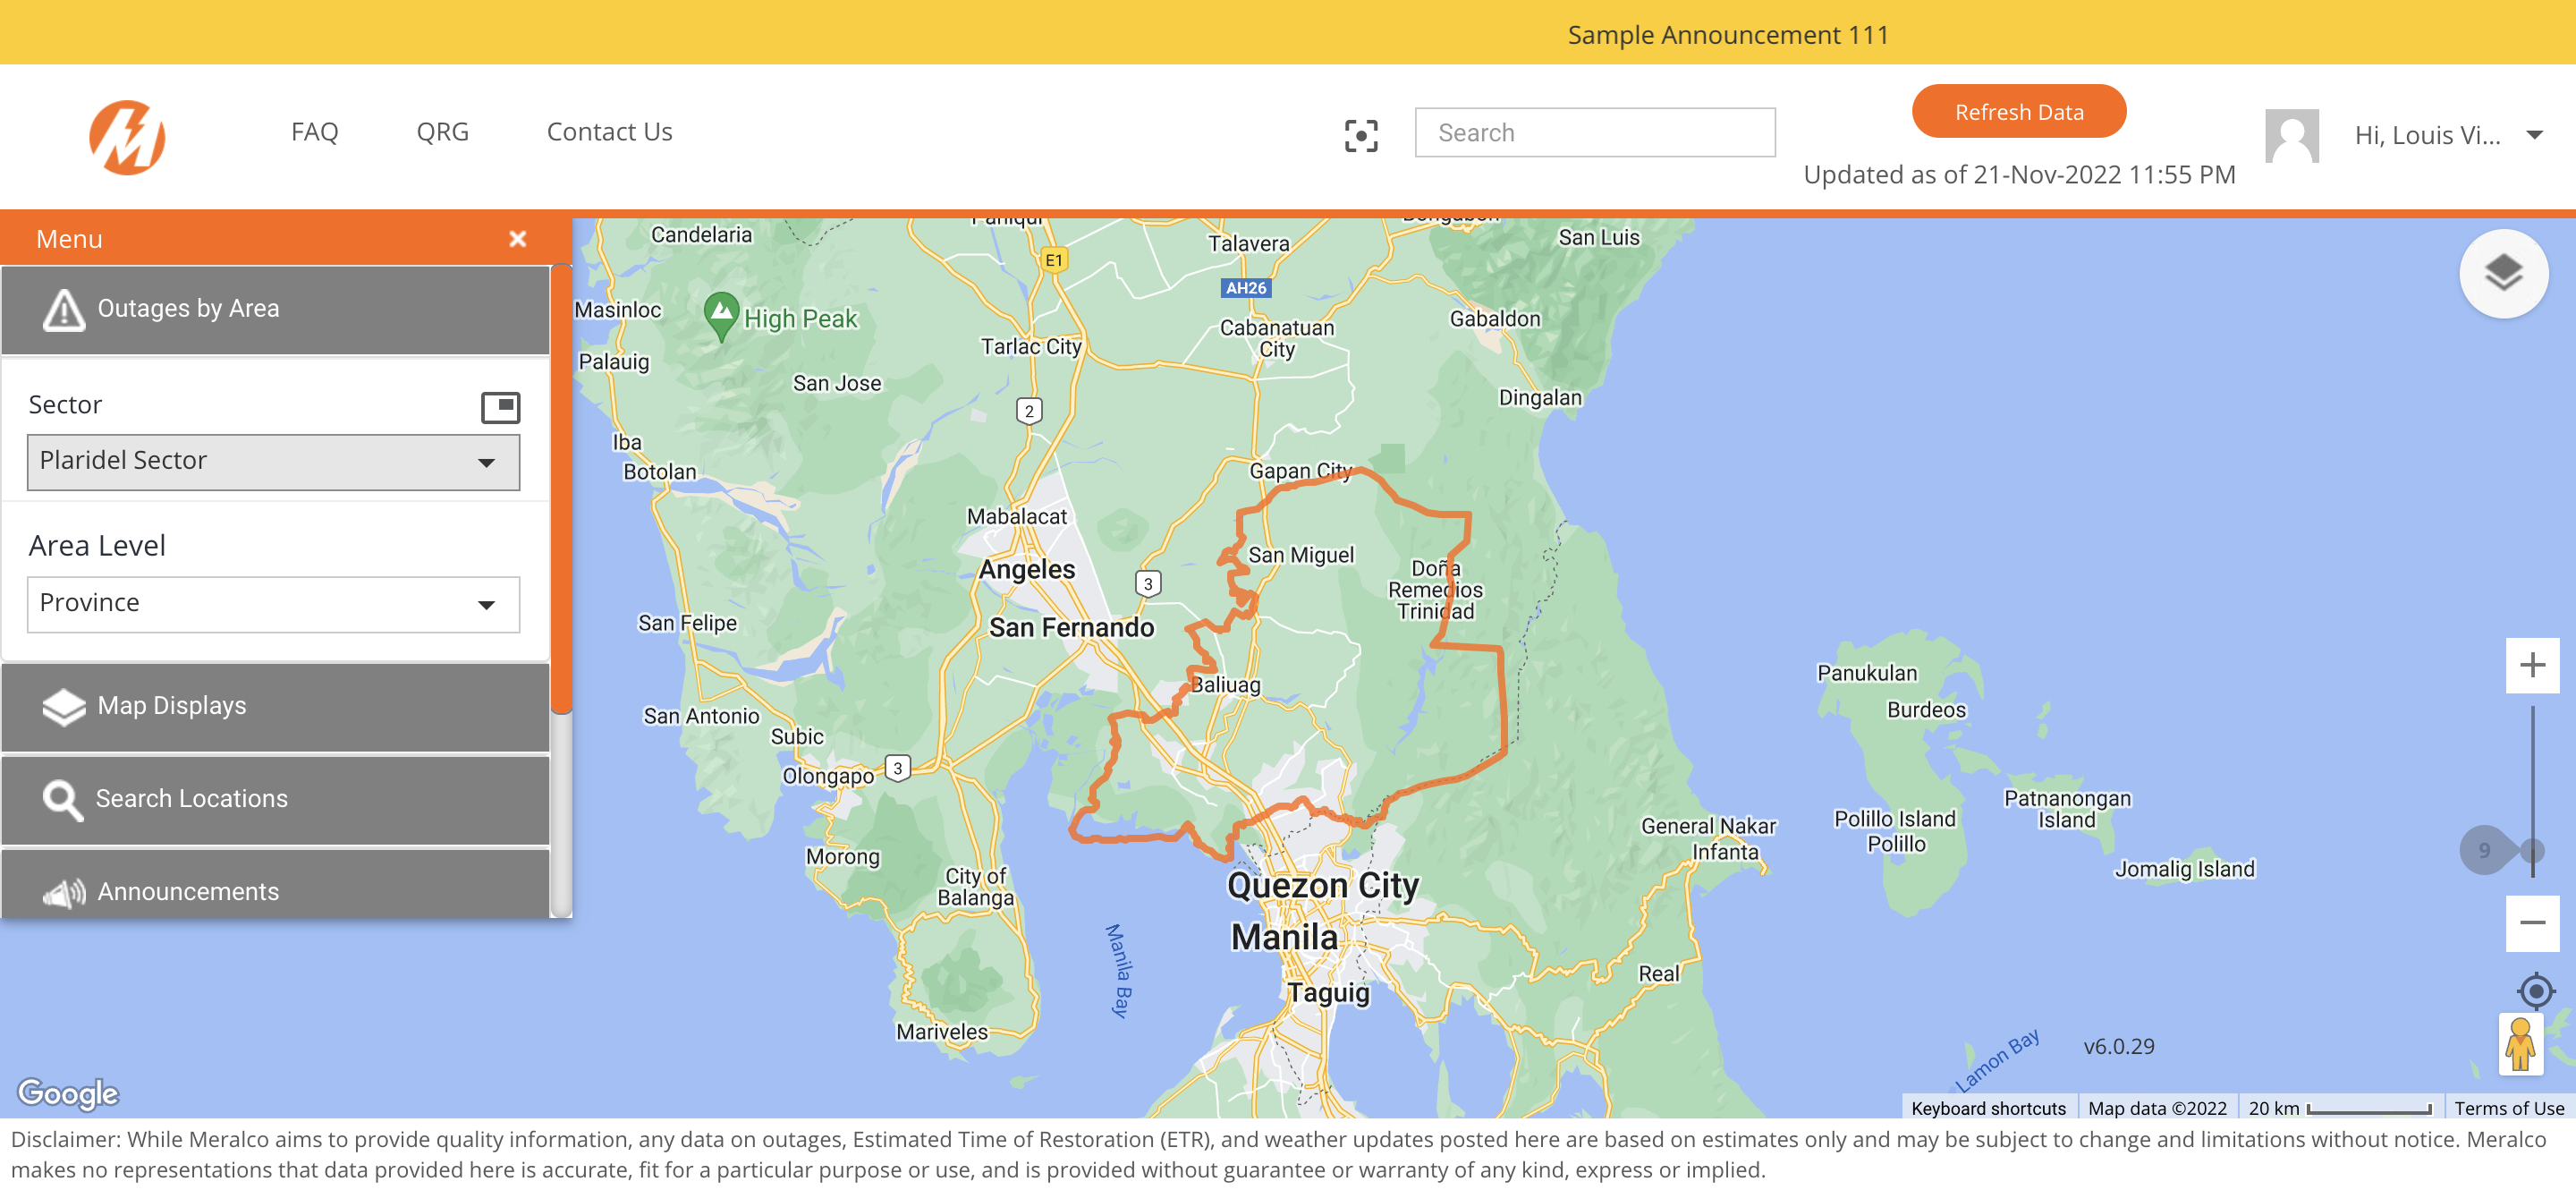 Sample Announcement 111
FAQ
QRG
Contact Us
Search
Refresh Data
Updated as of 21-Nov-2022 11:55 PM
Hi, Louis Vi...
Menu
Outages by Area
Sector
Plaridel Sector
Area Level
Province
Map Displays
Search Locations
Announcements
Candelaria
Paniqui
Talavera
Bongabon
San Luis
E1
AH26
Masinloc
High Peak
Cabanatuan
City
Gabaldon
Tarlac City
Palauig
San Jose
Dingalan
2
Iba
Botolan
Gapan City
Mabalacat
San Miguel
Angeles
3
Doña
Remedios
Trinidad
San Felipe
San Fernando
Baliuag
Panukulan
Burdeos
San Antonio
Subic
Olongapo
3
Patnanongan
Island
Polillo Island
Polillo
General Nakar
Infanta
Morong
City of
Balanga
Jomalig Island
9
Quezon City
Manila
Manila Bay
Taguig
Real
Mariveles
Lamon Bay
v6.0.29
Google
Keyboard shortcuts
Map data ©2022
20 km
Terms of Use
Disclaimer: While Meralco aims to provide quality information, any data on outages, Estimated Time of Restoration (ETR), and weather updates posted here are based on estimates only and may be subject to change and limitations without notice. Meralco
makes no representations that data provided here is accurate, fit for a particular purpose or use, and is provided without guarantee or warranty of any kind, express or implied.